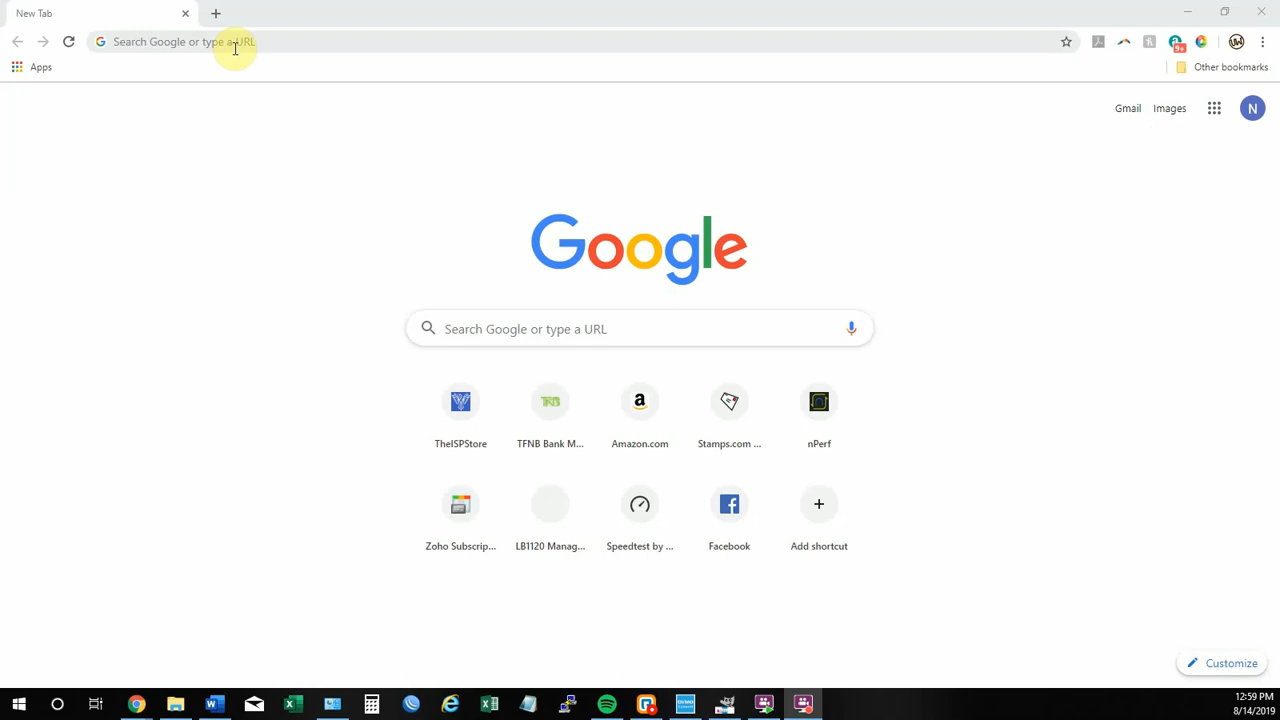 New Tab
Search Google or type a URL
Apps
Other bookmarks
9+
Gmail
Images
N
Google
Search Google or type a URL
TNB
a
TheISPStore
TFNB Bank M...
Amazon.com
Stamps.com ...
nPerf
Zoho Subscrip...
LB1120 Manag...
Speedtest by ...
Facebook
Add shortcut
Customize
12:59 PM
8/14/2019